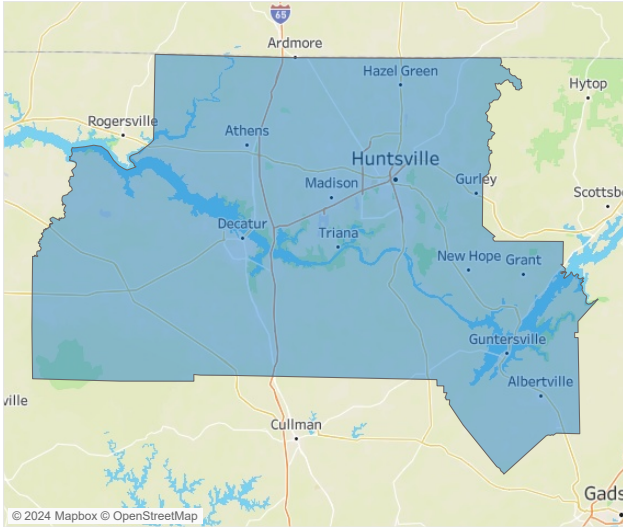 65
Ardmore
Hazel Green
Hytop
Rogersville
Athens
Huntsville
Madison
Gurley
Scottsb
Decatur
Triana
New Hope
Grant
Guntersville
Albertville
ville
Cullman
Gads
© 2024 Mapbox © OpenStreetMap